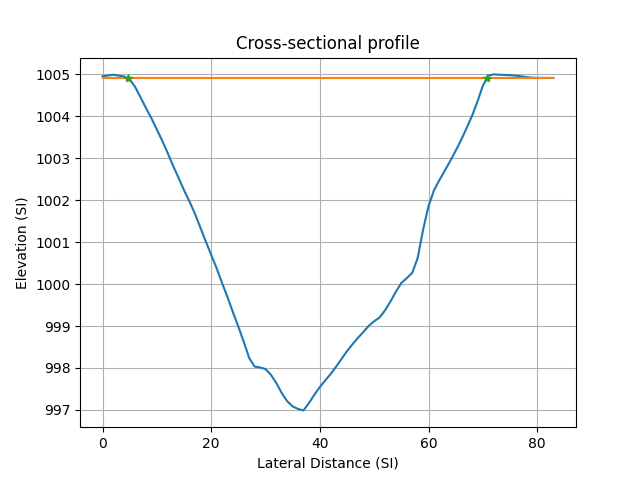 Cross-sectional profile
1005
1004
1003
1002
1001
1000
999
998
997
Elevation (SI)
0 20 40 60 80
Lateral Distance (SI)